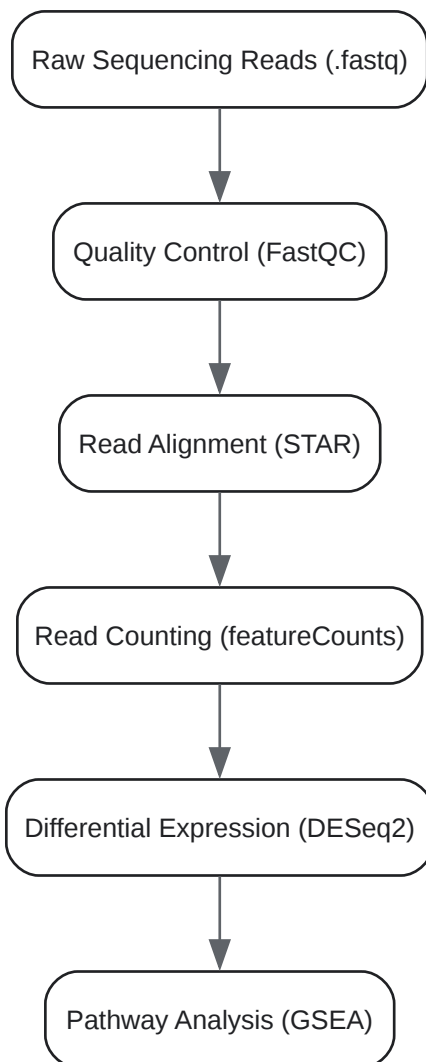 Raw Sequencing Reads (.fastq)
Quality Control (FastQC)
Read Alignment (STAR)
Read Counting (featureCounts)
Differential Expression (DESeq2)
Pathway Analysis (GSEA)